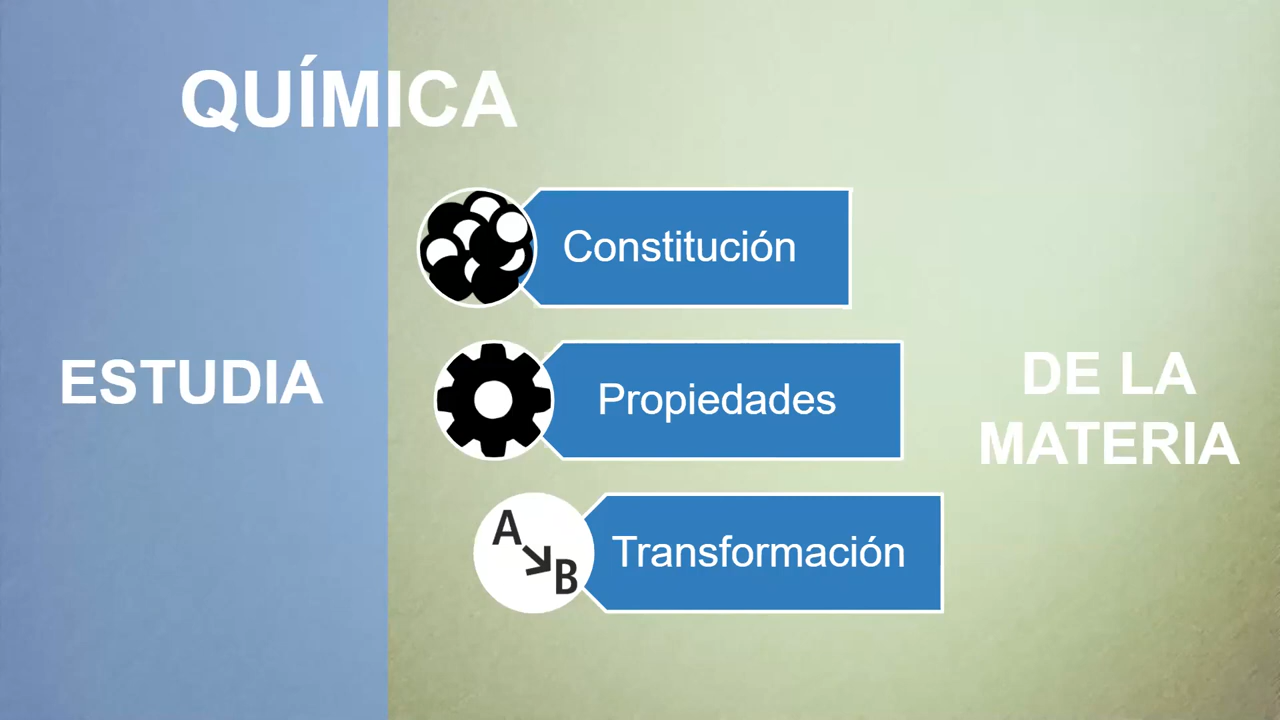 QUÍMICA
ESTUDIA
Constitución
Propiedades
A
B
Transformación
DE LA
MATERIA